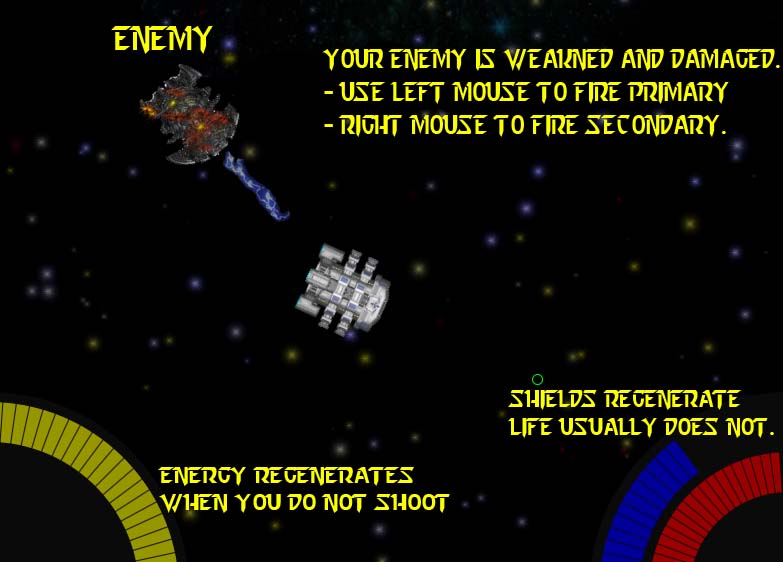 ENEMY
YOUR ENEMY IS WEAKNED AND DAMAGED.
- USE LEFT MOUSE TO FIRE PRIMARY
- RIGHT MOUSE TO FIRE SECONDARY.
SHIELDS REGENERATE
LIFE USUALLY DOES NOT.
ENERGY REGENERATES
WHEN YOU DO NOT SHOOT